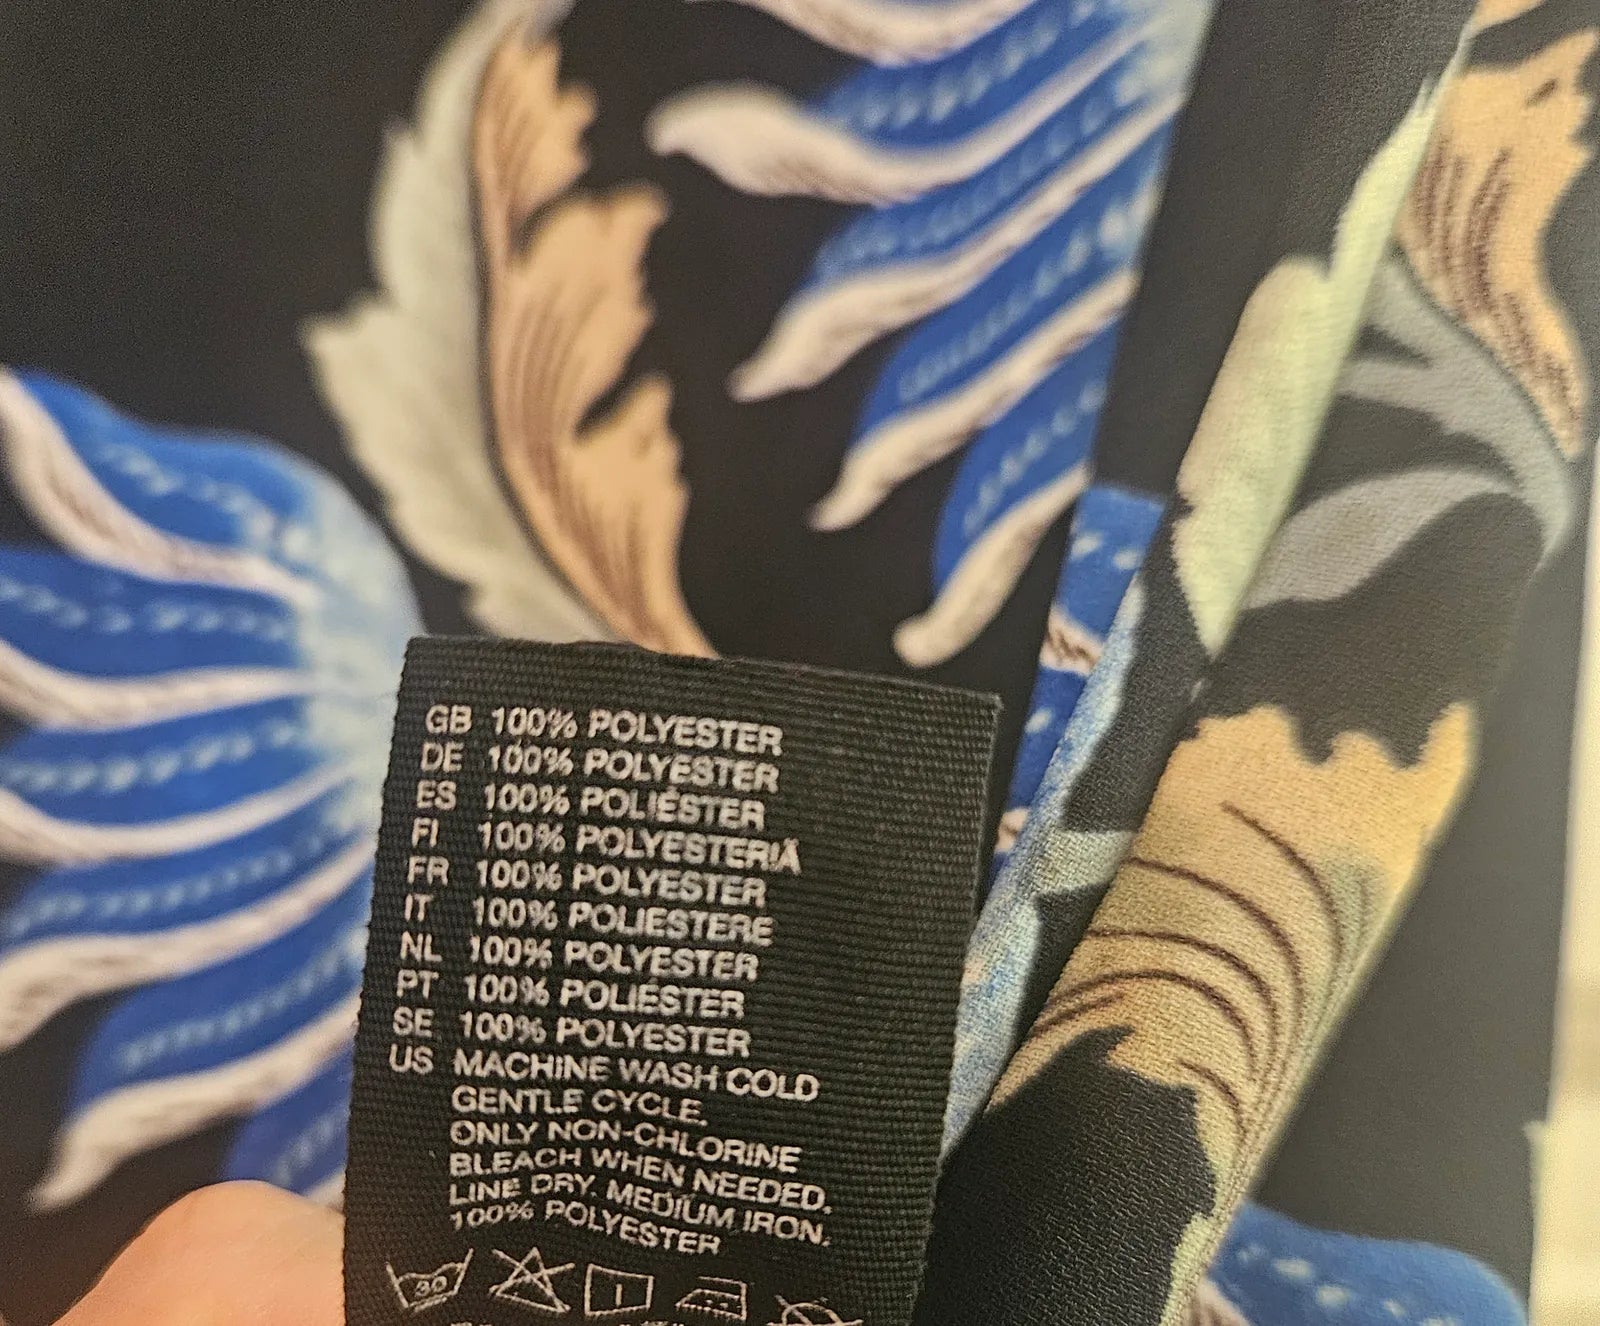 GB 100% POLYESTER
DE 100% POLYESTER
ES 100% POLIÉSTER
FI 100% POLYESTERIÄ
FR 100% POLYESTER
IT 100% POLIESTERE
NL 100% POLYESTER
PT 100% POLIÉSTER
SE 100% POLYESTER
US MACHINE WASH COLD
GENTLE CYCLE.
ONLY NON-CHLORINE
BLEACH WHEN NEEDED.
LINE DRY. MEDIUM IRON.
100% POLYESTER
30